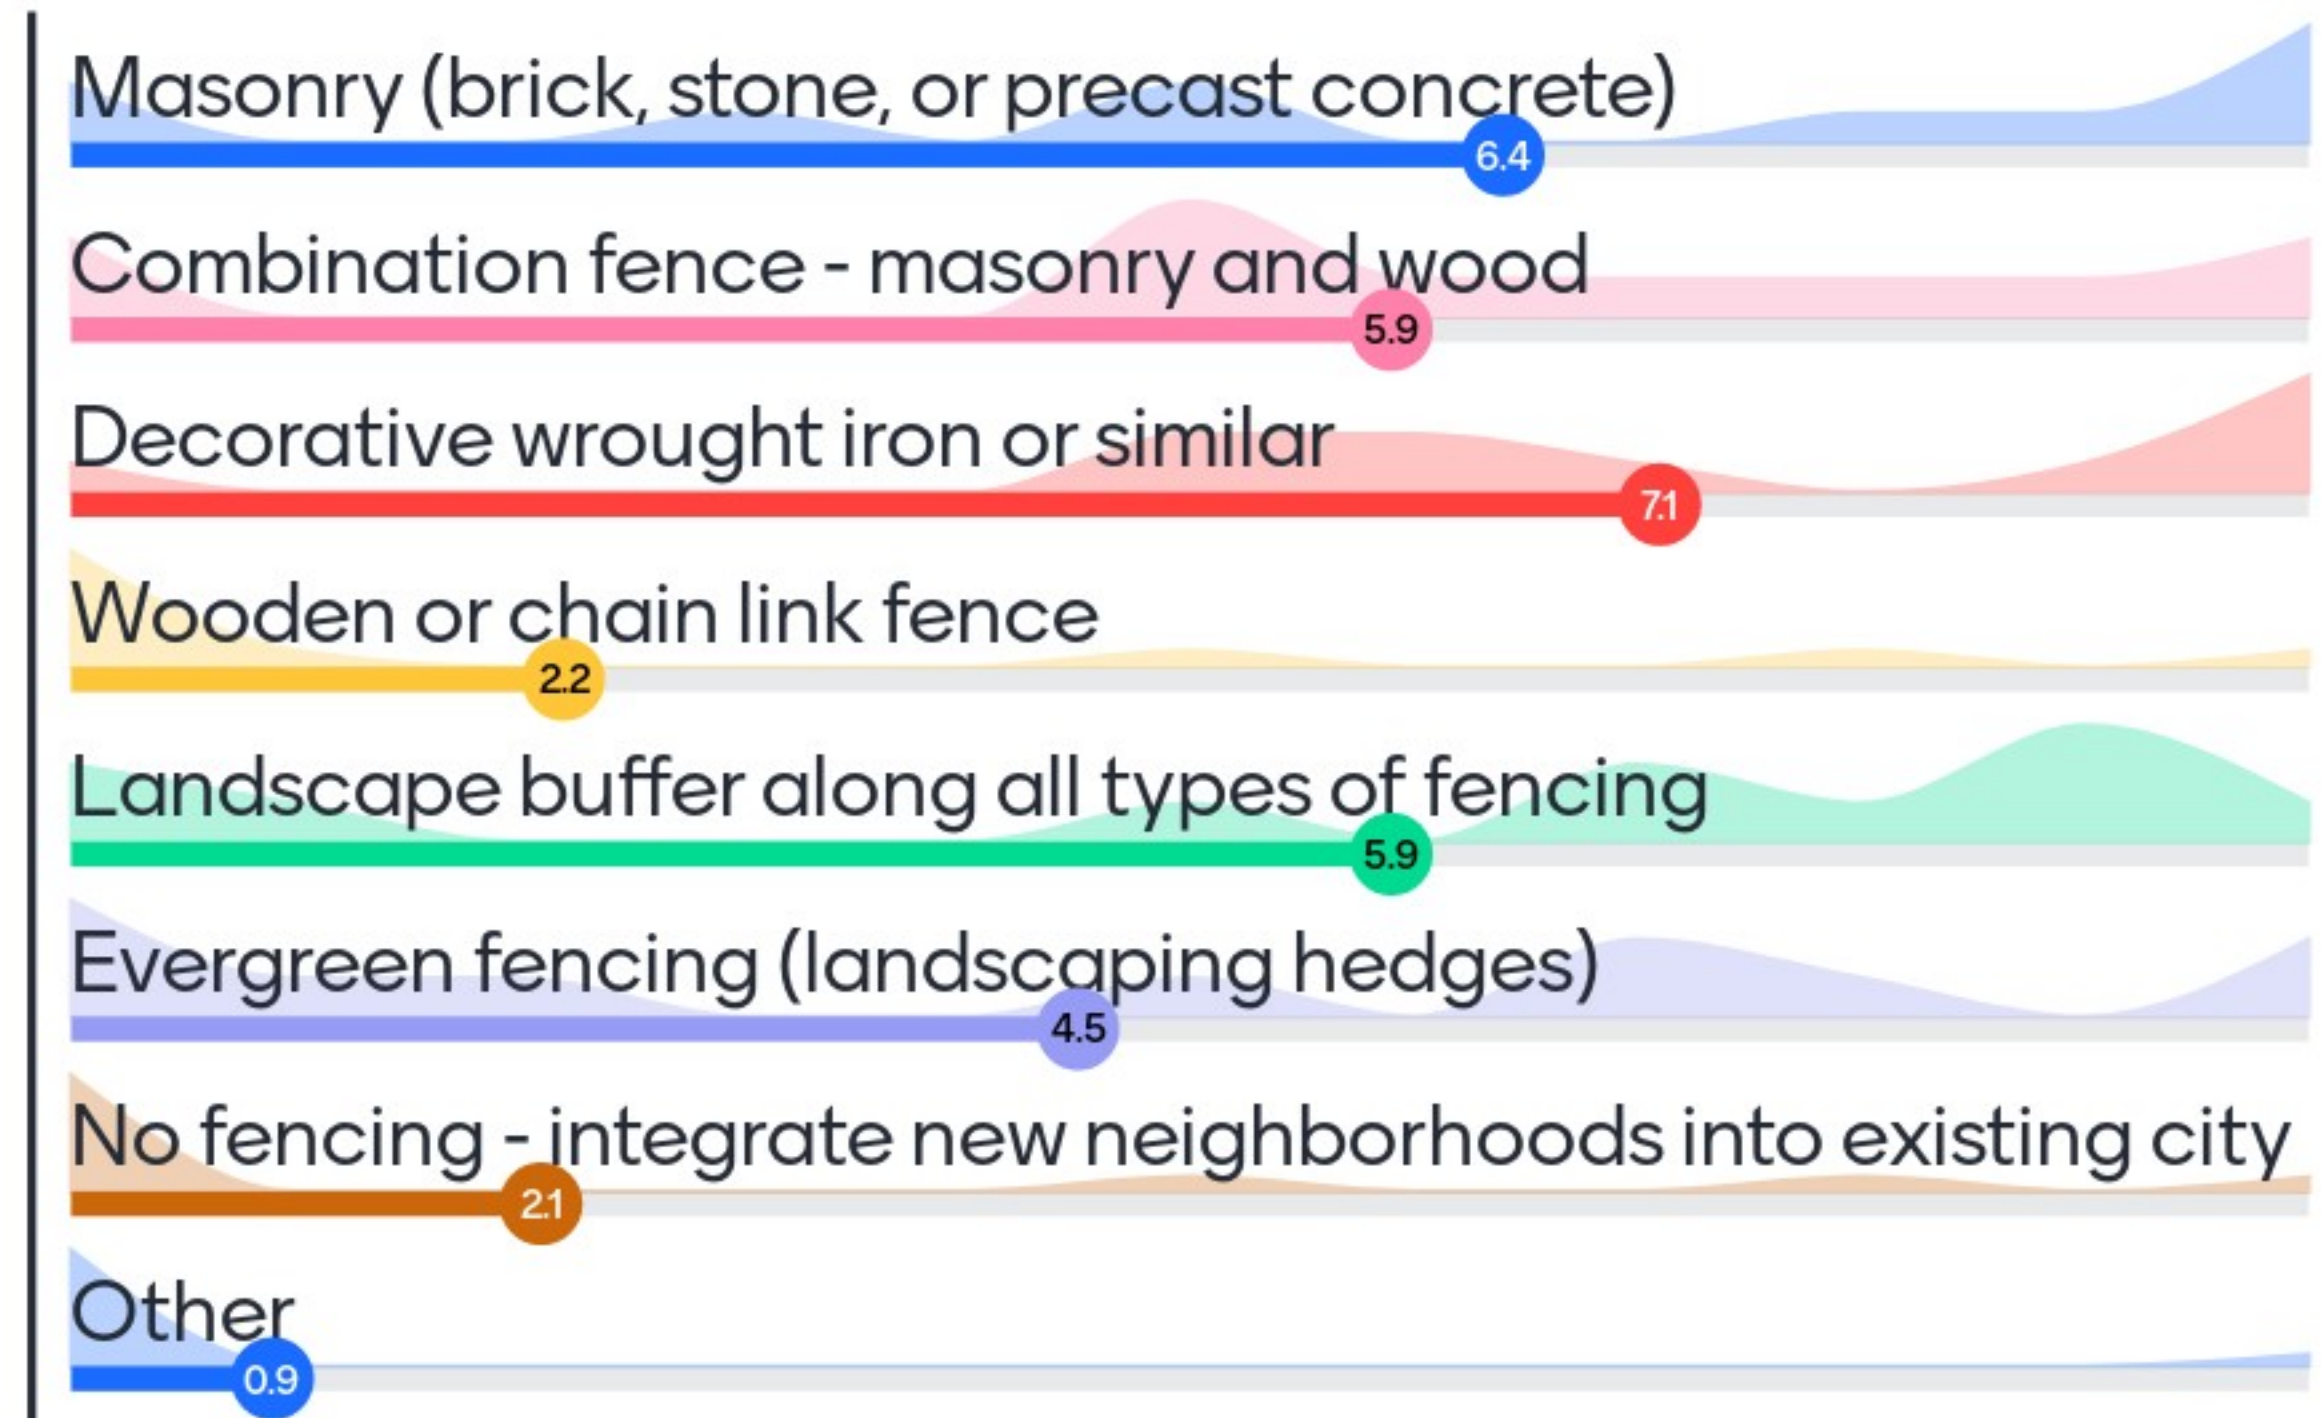 Masonry (brick, stone, or precast concrete)
6.4
Combination fence - masonry and wood
5.9
Decorative wrought iron or similar
7.1
Wooden or chain link fence
2.2
Landscape buffer along all types of fencing
5.9
Evergreen fencing (landscaping hedges)
4.5
No fencing - integrate new neighborhoods into existing city
2.1
Other
0.9